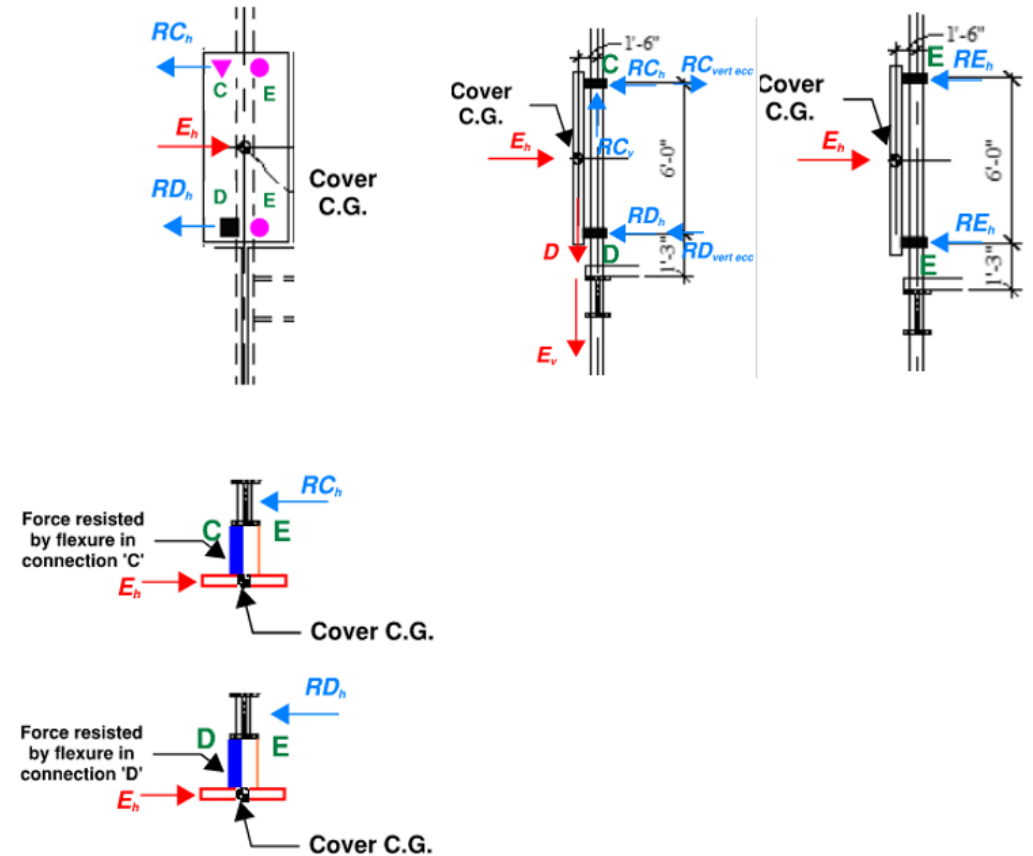 RCh
C
E
Eh
RDh
D
E
Cover
C.G.
1'-6"
C
RCh
RCvert ecc
Cover
C.G.
Eh
RCv
6'-0"
RDh
D
D
RDvert ecc
1'-3"
Ev
1'-6"
E
REh
Cover
C.G.
Eh
6'-0"
REh
E
1'-3"
RCh
Force resisted
by flexure in
connection 'C'
C
E
Eh
Cover C.G.
RDh
Force resisted
by flexure in
connection 'D'
D
E
Eh
Cover C.G.